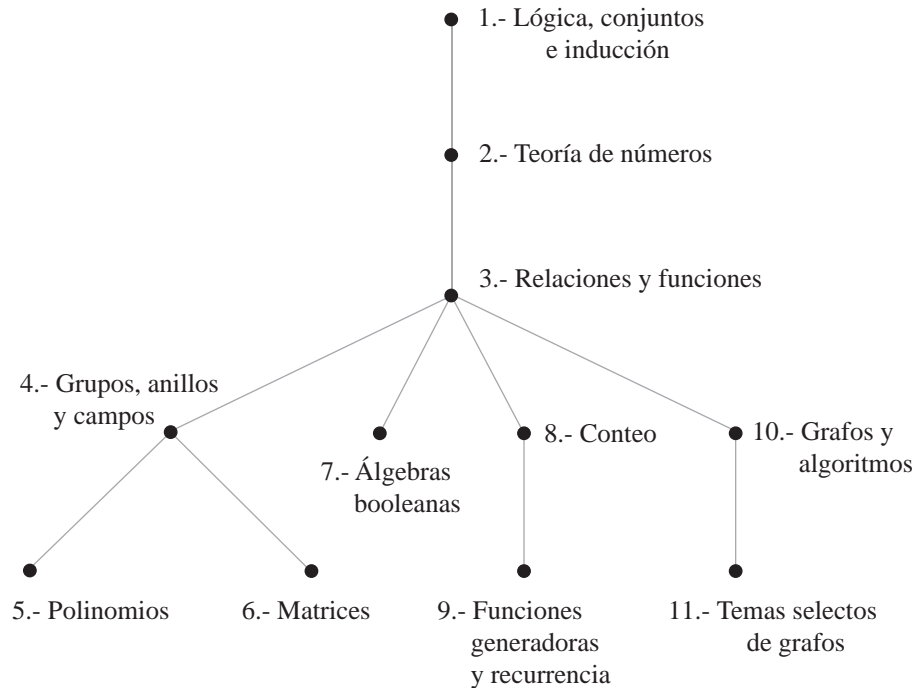 1.- Lógica, conjuntos
e inducción
2.- Teoría de números
3.- Relaciones y funciones
4.- Grupos, anillos
y campos
7.- Álgebras
booleanas
8.- Conteo
10.- Grafos y
algoritmos
5.- Polinomios
6.- Matrices
9.- Funciones
generadoras
y recurrencia
11.- Temas selectos
de grafos